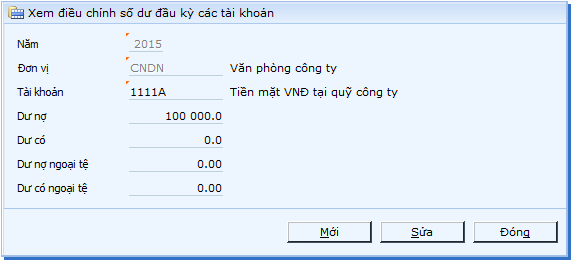 Xem điều chỉnh số dư đầu kỳ các tài khoản
Năm 2015
Đơn vị CNDN Văn phòng công ty
Tài khoản 1111A Tiền mặt VNĐ tại quỹ công ty
Dư nợ 100 000.0
Dư có 0.0
Dư nợ ngoại tệ 0.00
Dư có ngoại tệ 0.00
Mới Sửa Đóng